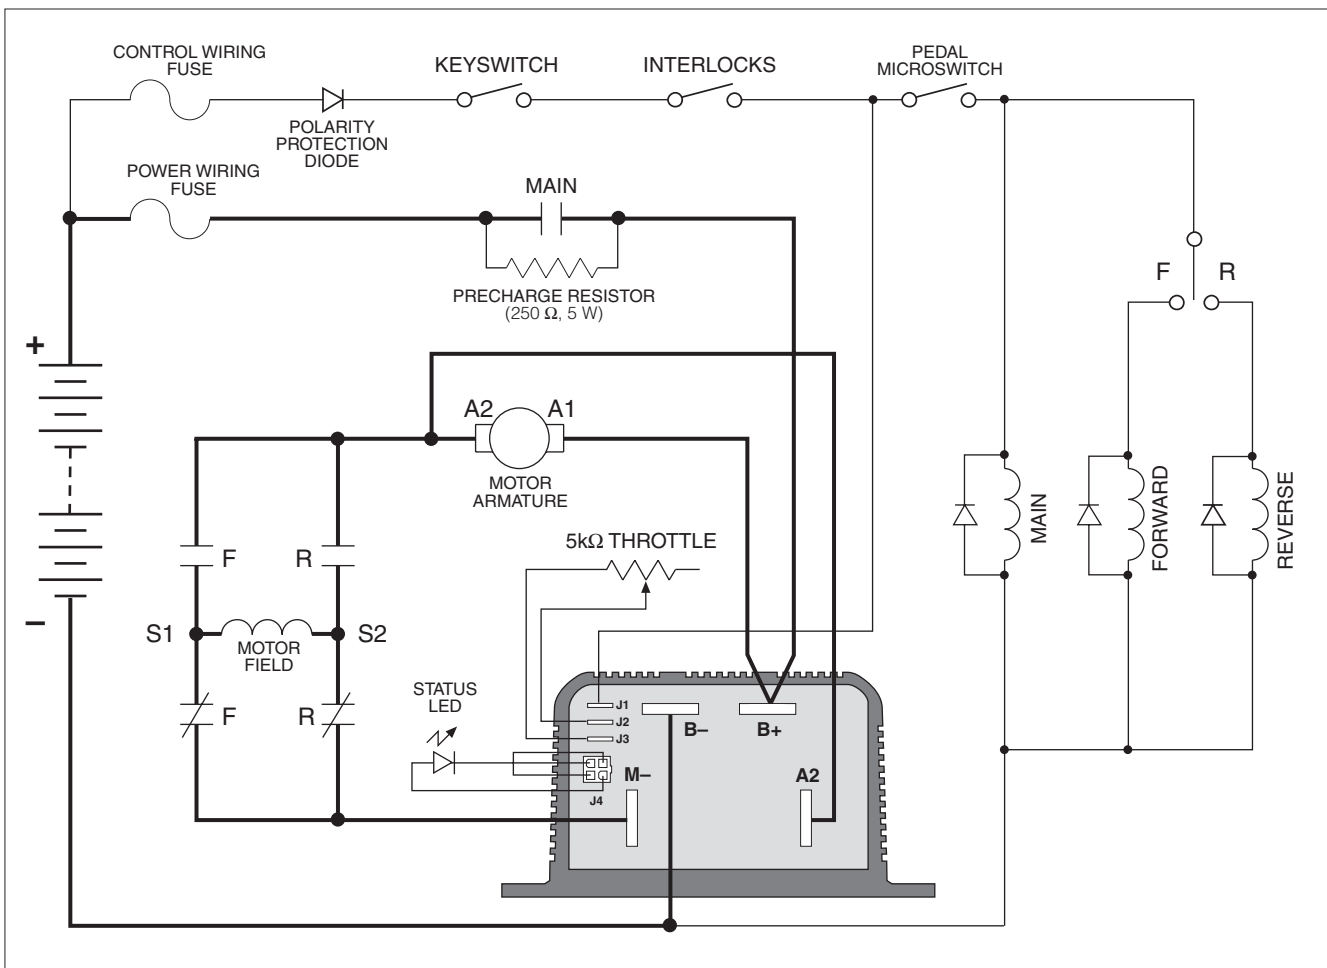 CONTROL WIRING
FUSE
KEYSWITCH
INTERLOCKS
PEDAL
MICROSWITCH
POLARITY
PROTECTION
DIODE
POWER WIRING
FUSE
MAIN
PRECHARGE RESISTOR
(250 Ω, 5 W)
F
R
+
–
A2
A1
MOTOR
ARMATURE
5kΩ THROTTLE
F
R
S1
S2
MOTOR
FIELD
F
R
STATUS
LED
J1
J2
J3
J4
B–
B+
M–
A2
MAIN
FORWARD
REVERSE